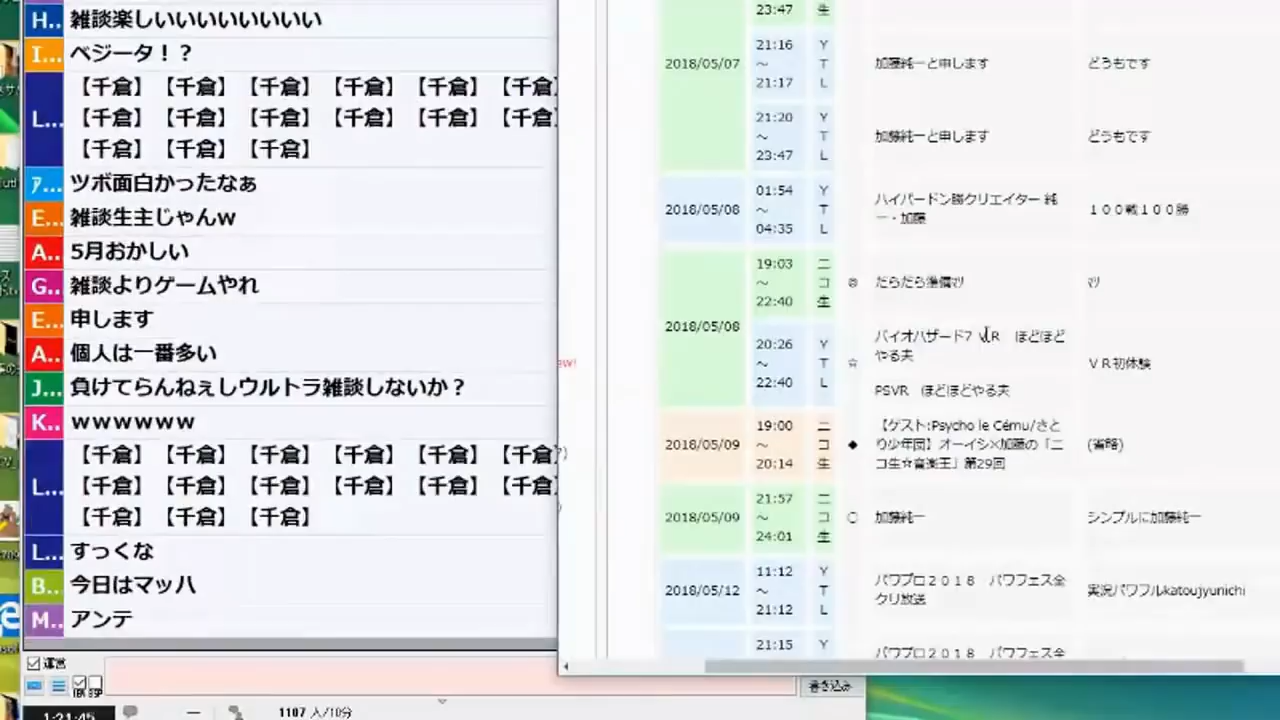 H.. 雑談楽しいいいいいいいい
I... ベジータ！？
L... 【千倉】【千倉】【千倉】【千倉】【千倉】【千倉】
【千倉】【千倉】【千倉】【千倉】【千倉】【千倉】
【千倉】【千倉】【千倉】
ｱ... ツボ面白かったなぁ
E... 雑談生主じゃんw
A... 5月おかしい
G... 雑談よりゲームやれ
E... 申します
A... 個人は一番多い
J... 負けてらんねぇしウルトラ雑談しないか？
K... wwwwww
L... 【千倉】【千倉】【千倉】【千倉】【千倉】【千倉】
【千倉】【千倉】【千倉】【千倉】【千倉】【千倉】
【千倉】【千倉】【千倉】
L... すっくな
B.. 今日はマッハ
M.. アンテ
運営
書き込み
1:21:45
1107 人/10分
23:47 生
2018/05/07
21:16 ～ 21:17 YTL 加藤純一と申します どうもです
21:20 ～ 23:47 YTL 加藤純一と申します どうもです
2018/05/08 01:54 ～ 04:35 YTL ハイパードン勝クリエイター 純
一・加藤 １００戦１００勝
2018/05/08
19:03 ～ 22:40 ニコ生 ◎ だらだら準備ﾏﾂ ﾏﾂ
20:26 ～ 22:40 YTL ☆ バイオハザード7 VR ほどほど
やる夫
PSVR ほどほどやる夫 ＶＲ初体験
2018/05/09 19:00 ～ 20:14 ニコ生 ◆ 【ゲスト:Psycho le Cému/さと
り少年団】オーイシ×加藤の「ニ
コ生☆音楽王」第29回 (省略)
2018/05/09 21:57 ～ 24:01 ニコ生 ○ 加藤純一 シンプルに加藤純一
2018/05/12 11:12 ～ 21:12 YTL パワプロ２０１８ パワフェス全
クリ放送 実況パワフルkatoujyunichi
21:15 Y パワプロ２０１８ パワフェス全